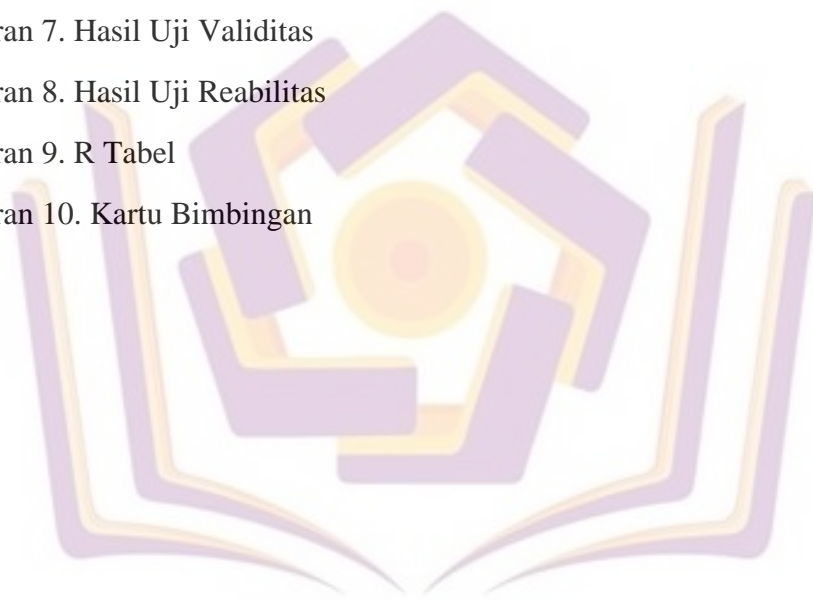 ran 7. Hasil Uji Validitas
ran 8. Hasil Uji Reabilitas
ran 9. R Tabel
ran 10. Kartu Bimbingan